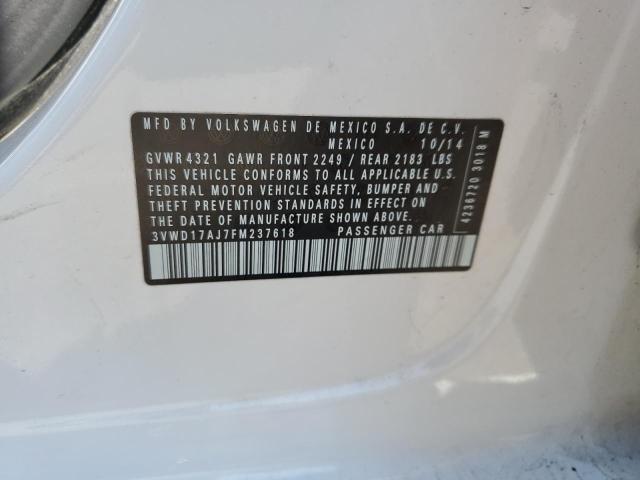 MFD BY VOLKSWAGEN DE MEXICO S.A. DE C.V.
MEXICO 10/14
GVWR 4321 GAWR FRONT 2249 / REAR 2183 LBS
THIS VEHICLE CONFORMS TO ALL APPLICABLE U.S.
FEDERAL MOTOR VEHICLE SAFETY, BUMPER AND
THEFT PREVENTION STANDARDS IN EFFECT ON
THE DATE OF MANUFACTURE SHOWN ABOVE.
3VWD17AJ7FM237618 PASSENGER CAR
4236720 3018 M